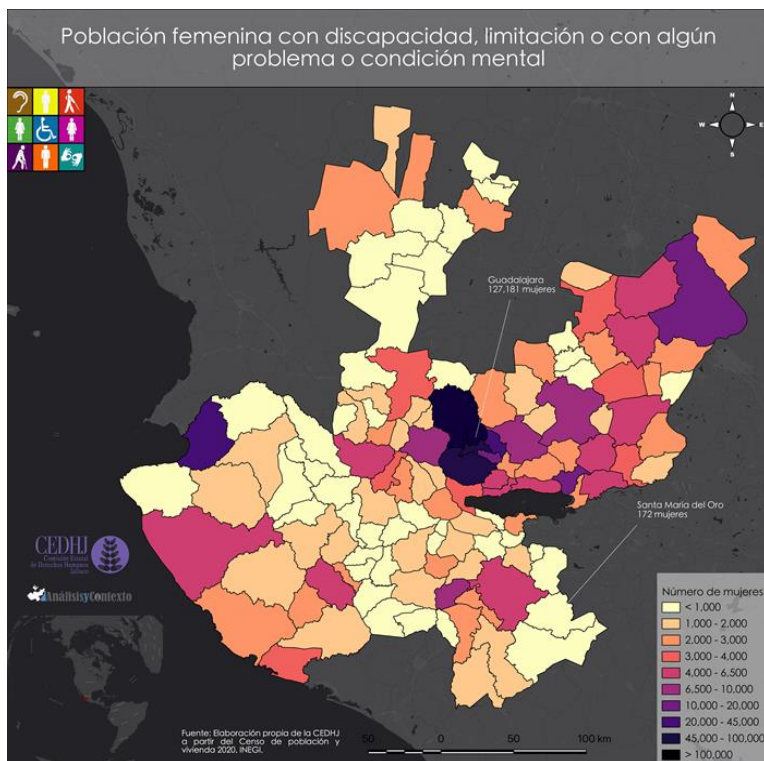 Población femenina con discapacidad, limitación o con algún
problema o condición mental
N
W
E
S
Guadalajara
127,181 mujeres
Santa María del Oro
172 mujeres
CEDHJ
Comisión Estatal
de Derechos Humanos
Jalisco
AnálisisyContexto
Número de mujeres
< 1,000
1,000 - 2,000
2,000 - 3,000
3,000 - 4,000
4,000 - 6,500
6,500 - 10,000
10,000 - 20,000
20,000 - 45,000
45,000 - 100,000
> 100,000
Fuente: Elaboración propia de la CEDHJ
a partir del Censo de población y
vivienda 2020, INEGI.
50
0
50
100 km